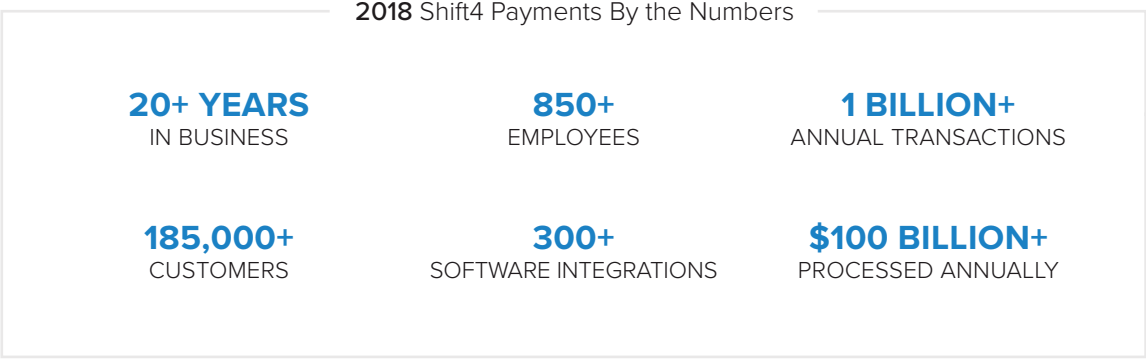 2018 Shift4 Payments By the Numbers
20+ YEARS
IN BUSINESS
850+
EMPLOYEES
1 BILLION+
ANNUAL TRANSACTIONS
185,000+
CUSTOMERS
300+
SOFTWARE INTEGRATIONS
$100 BILLION+
PROCESSED ANNUALLY